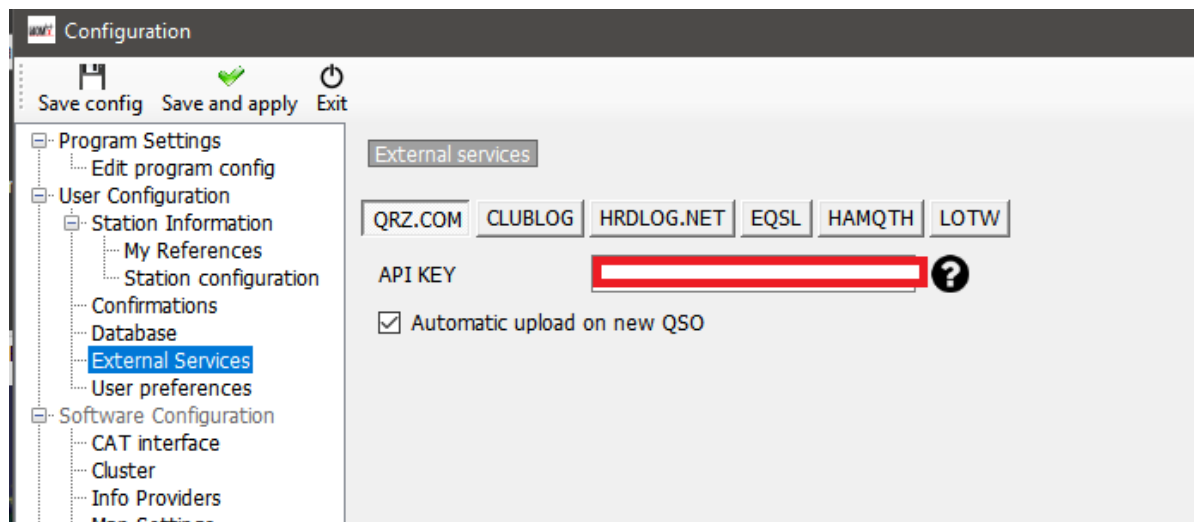 Configuration
Save config Save and apply Exit
Program Settings
Edit program config
User Configuration
Station Information
My References
Station configuration
Confirmations
Database
External Services
User preferences
Software Configuration
CAT interface
Cluster
Info Providers
Map Settings
External services
QRZ.COM CLUBLOG HRDLOG.NET EQSL HAMQTH LOTW
API KEY
Automatic upload on new QSO